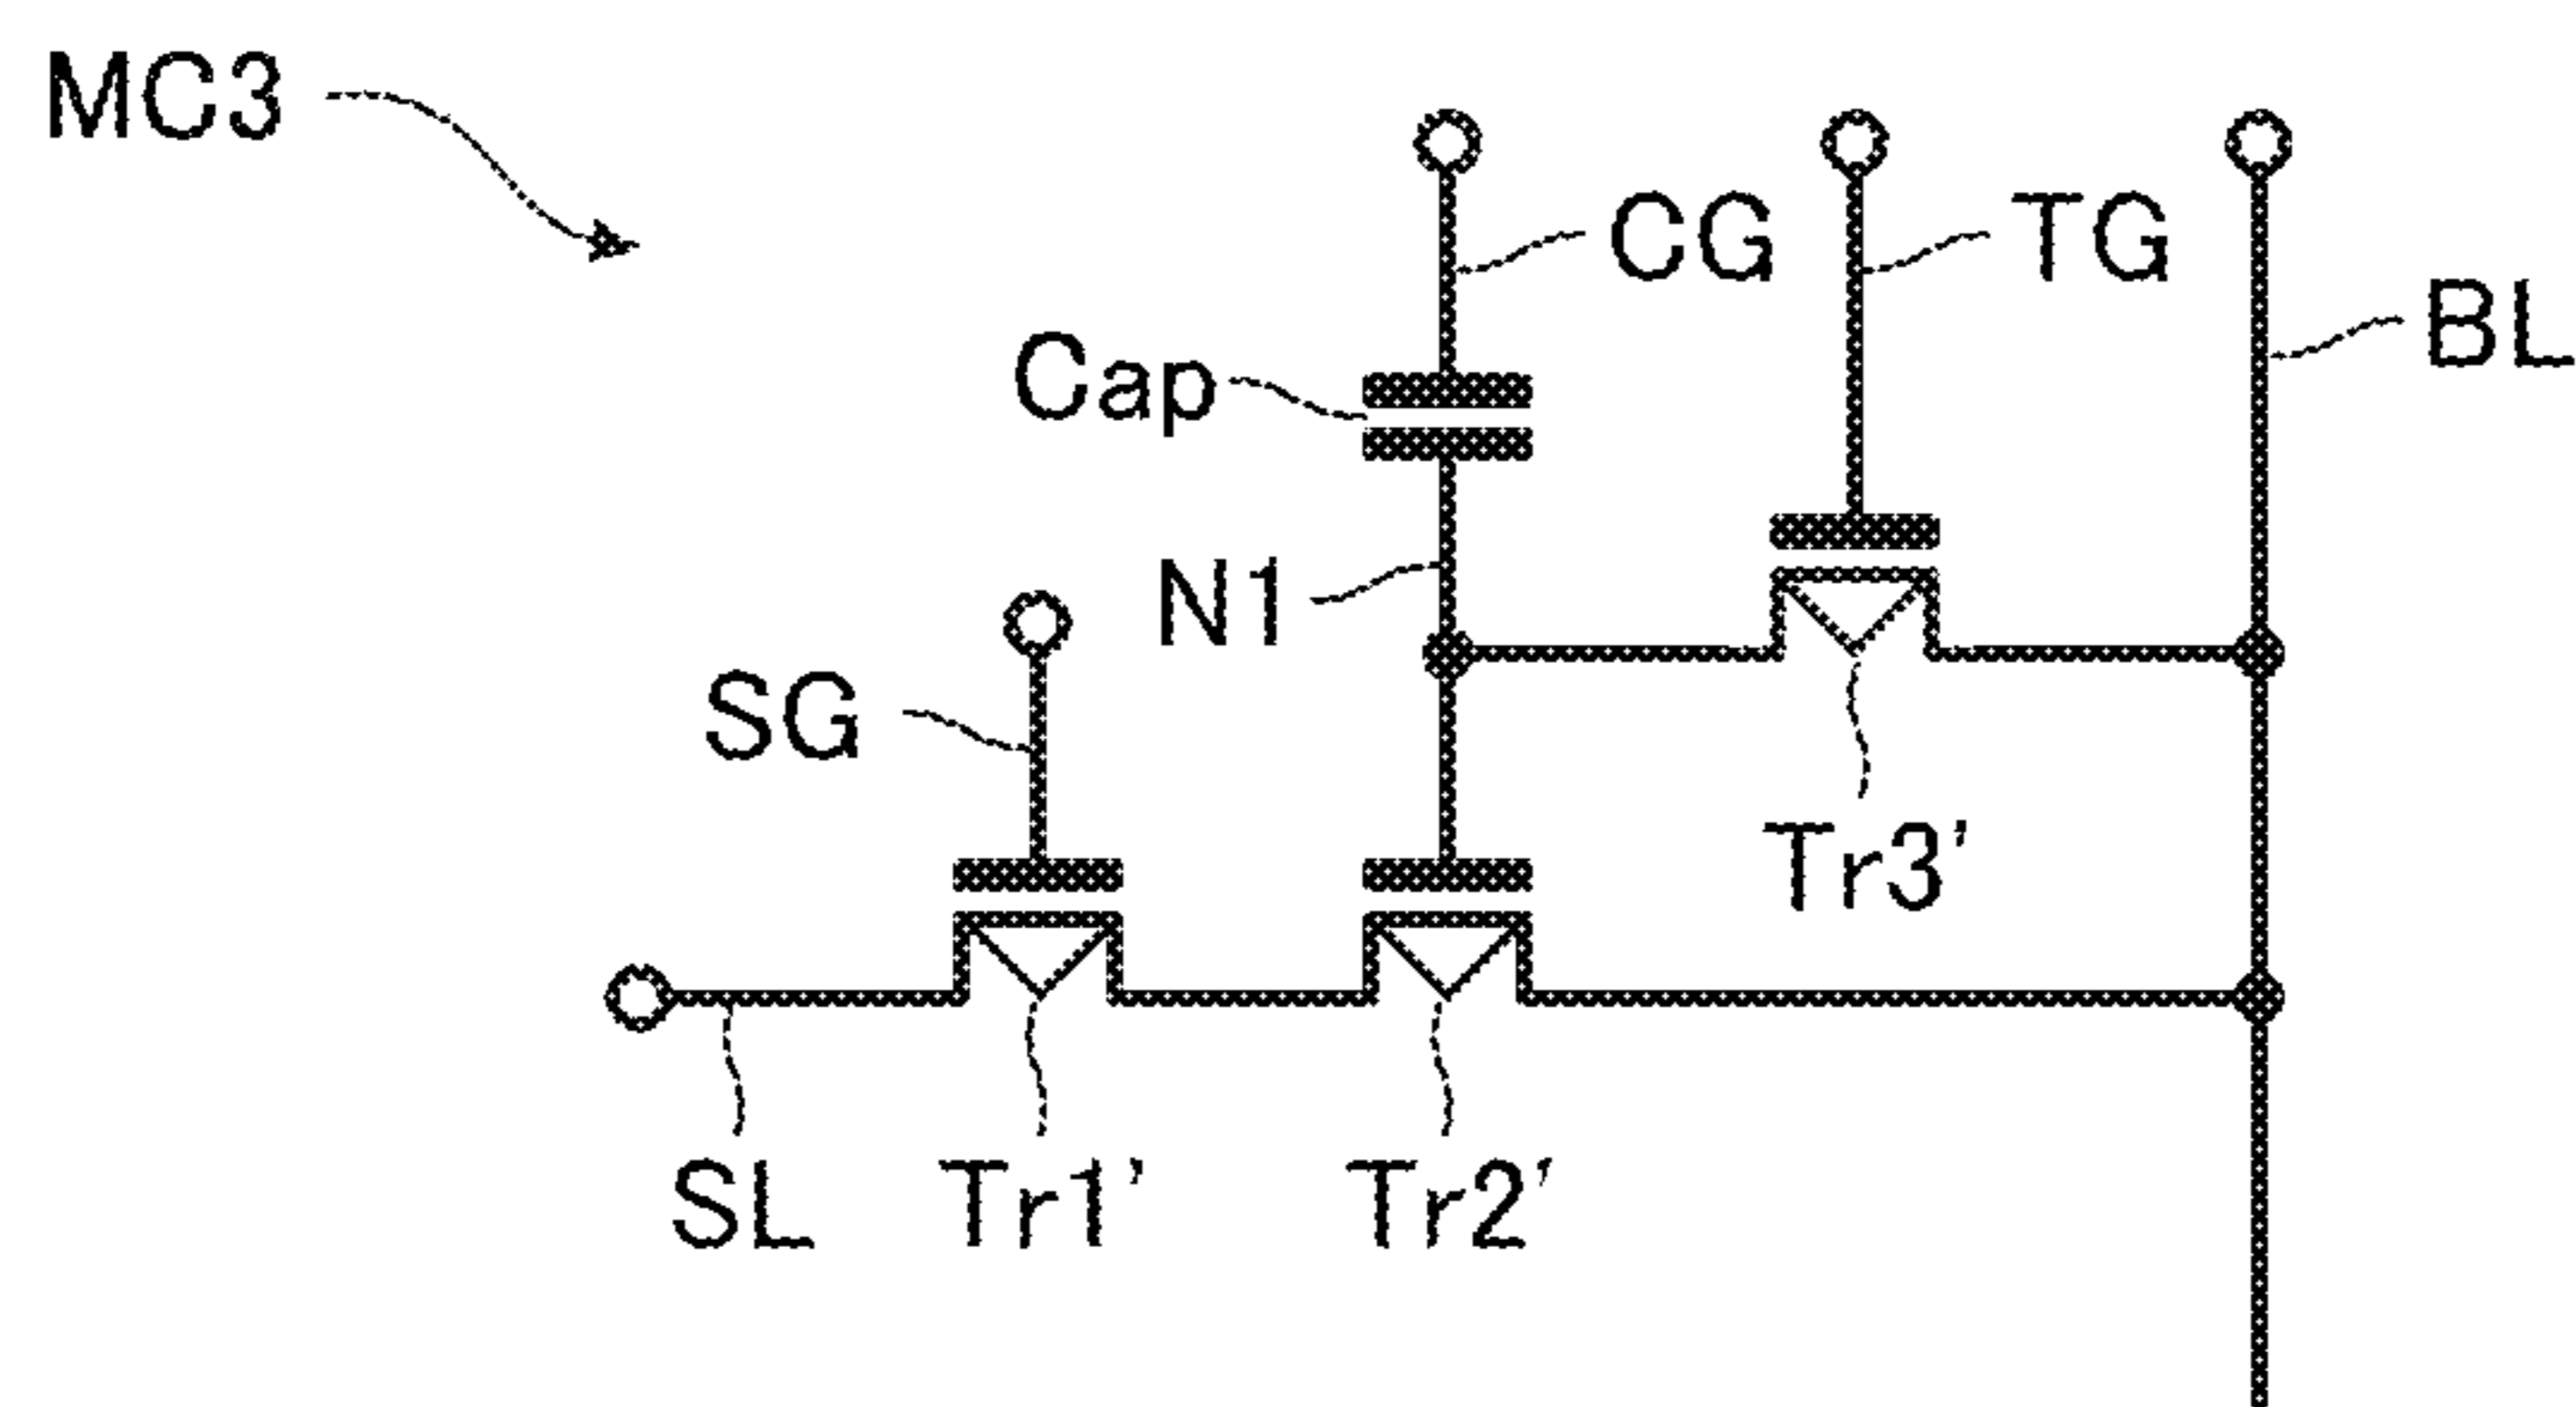 MC3
CG
TG
BL
Cap
N1
SG
Tr3’
SL
Tr1’
Tr2’